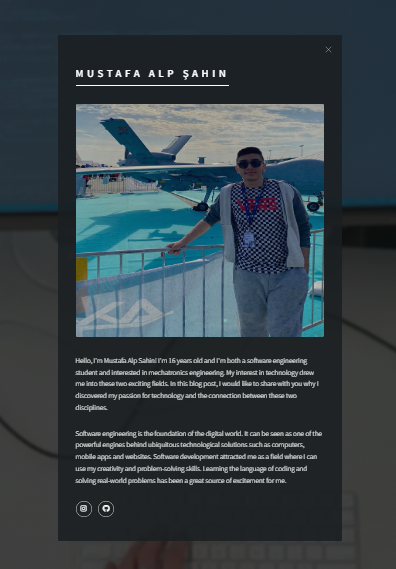 MUSTAFA ALP ŞAHIN
Hello, I'm Mustafa Alp Sahin! I'm 16 years old and I'm both a software engineering
student and interested in mechatronics engineering. My interest in technology drew
me into these two exciting fields. In this blog post, I would like to share with you why I
discovered my passion for technology and the connection between these two
disciplines.
Software engineering is the foundation of the digital world. It can be seen as one of the
powerful engines behind ubiquitous technological solutions such as computers,
mobile apps and websites. Software development attracted me as a field where I can
use my creativity and problem-solving skills. Learning the language of coding and
solving real-world problems has been a great source of excitement for me.